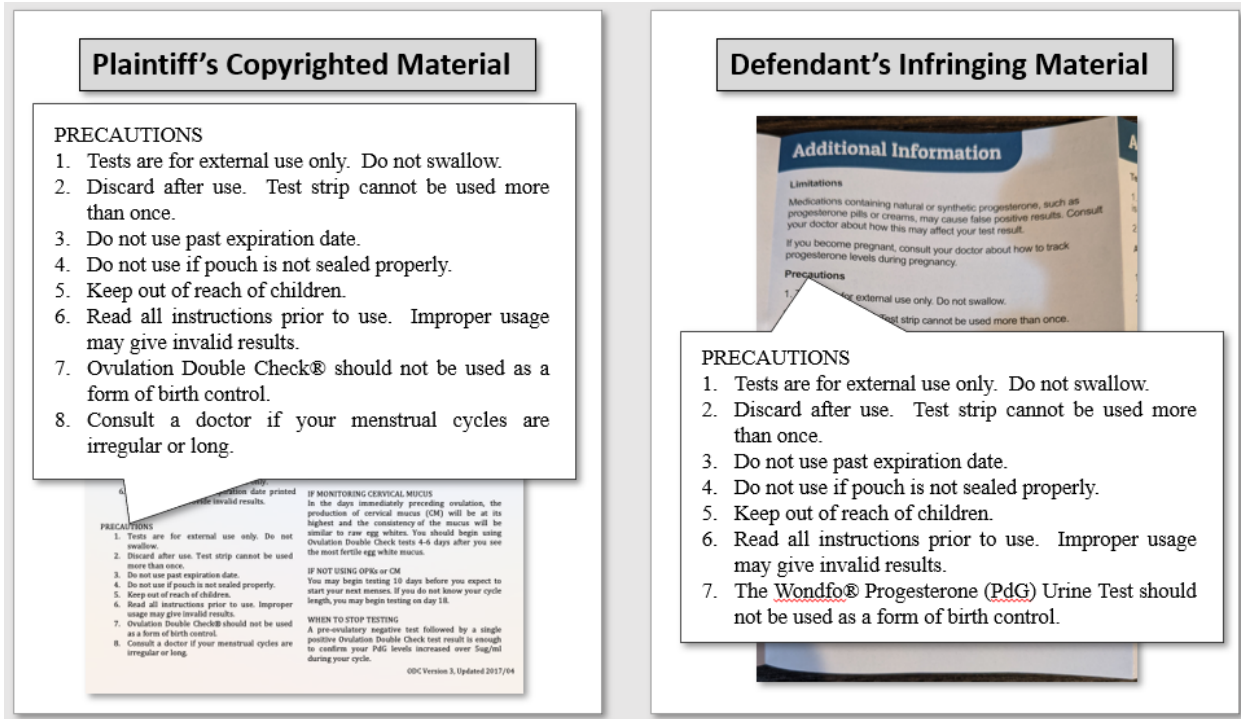 Plaintiff's Copyrighted Material
PRECAUTIONS
1. Tests are for external use only. Do not swallow.
2. Discard after use. Test strip cannot be used more
than once.
3. Do not use past expiration date.
4. Do not use if pouch is not sealed properly.
5. Keep out of reach of children.
6. Read all instructions prior to use. Improper usage
may give invalid results.
7. Ovulation Double Check® should not be used as a
form of birth control.
8. Consult a doctor if your menstrual cycles are
irregular or long.
6.
date printed
invalid results.
PRECAUTIONS
1. Tests are for external use only. Do not
swallow.
2. Discard after use. Test strip cannot be used
more than once.
3. Do not use past expiration date.
4. Do not use if pouch is not sealed properly.
5. Keep out of reach of children.
6. Read all instructions prior to use. Improper
usage may give invalid results.
7. Ovulation Double Check® should not be used
as a form of birth control.
8. Consult a doctor if your menstrual cycles are
irregular or long.
IF MONITORING CERVICAL MUCUS
In the days immediately preceding ovulation, the
production of cervical mucus (CM) will be at its
highest and the consistency of the mucus will be
similar to raw egg whites. You should begin using
Ovulation Double Check tests 4-6 days after you see
the most fertile egg white mucus.
IF NOT USING OPKs or CM
You may begin testing 10 days before you expect to
start your next menses. If you do not know your cycle
length, you may begin testing on day 18.
WHEN TO STOP TESTING
A pre-ovulatory negative test followed by a single
positive Ovulation Double Check test result is enough
to confirm your PdG levels increased over 5ug/ml
during your cycle.
ODC Version 3, Updated 2017/04
Defendant's Infringing Material
Additional Information
Limitations
Medications containing natural or synthetic progesterone, such as
progesterone pills or creams, may cause false positive results. Consult
your doctor about how this may affect your test result.
If you become pregnant, consult your doctor about how to track
progesterone levels during pregnancy.
Precautions
1.
for external use only. Do not swallow.
Test strip cannot be used more than once.
PRECAUTIONS
1. Tests are for external use only. Do not swallow.
2. Discard after use. Test strip cannot be used more
than once.
3. Do not use past expiration date.
4. Do not use if pouch is not sealed properly.
5. Keep out of reach of children.
6. Read all instructions prior to use. Improper usage
may give invalid results.
7. The Wondfo® Progesterone (PdG) Urine Test should
not be used as a form of birth control.